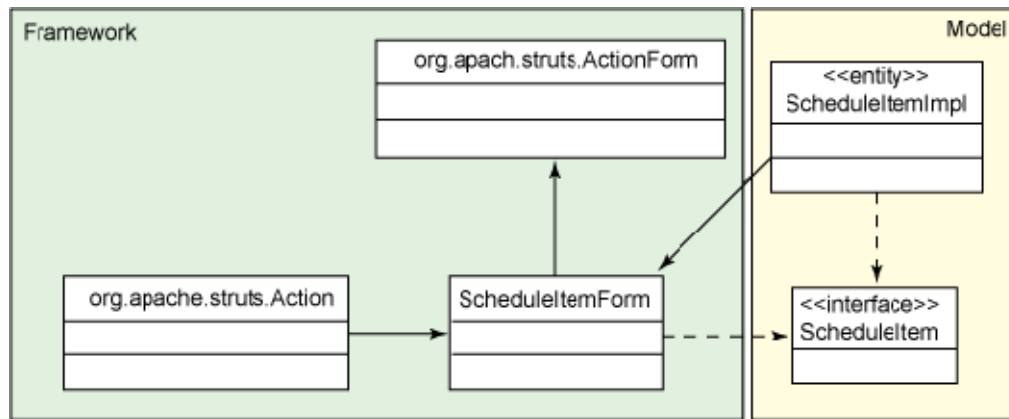 Framework
Model
org.apach.struts.ActionForm
<<entity>>
ScheduleItemImpl
org.apache.struts.Action
ScheduleItemForm
<<interface>>
ScheduleItem